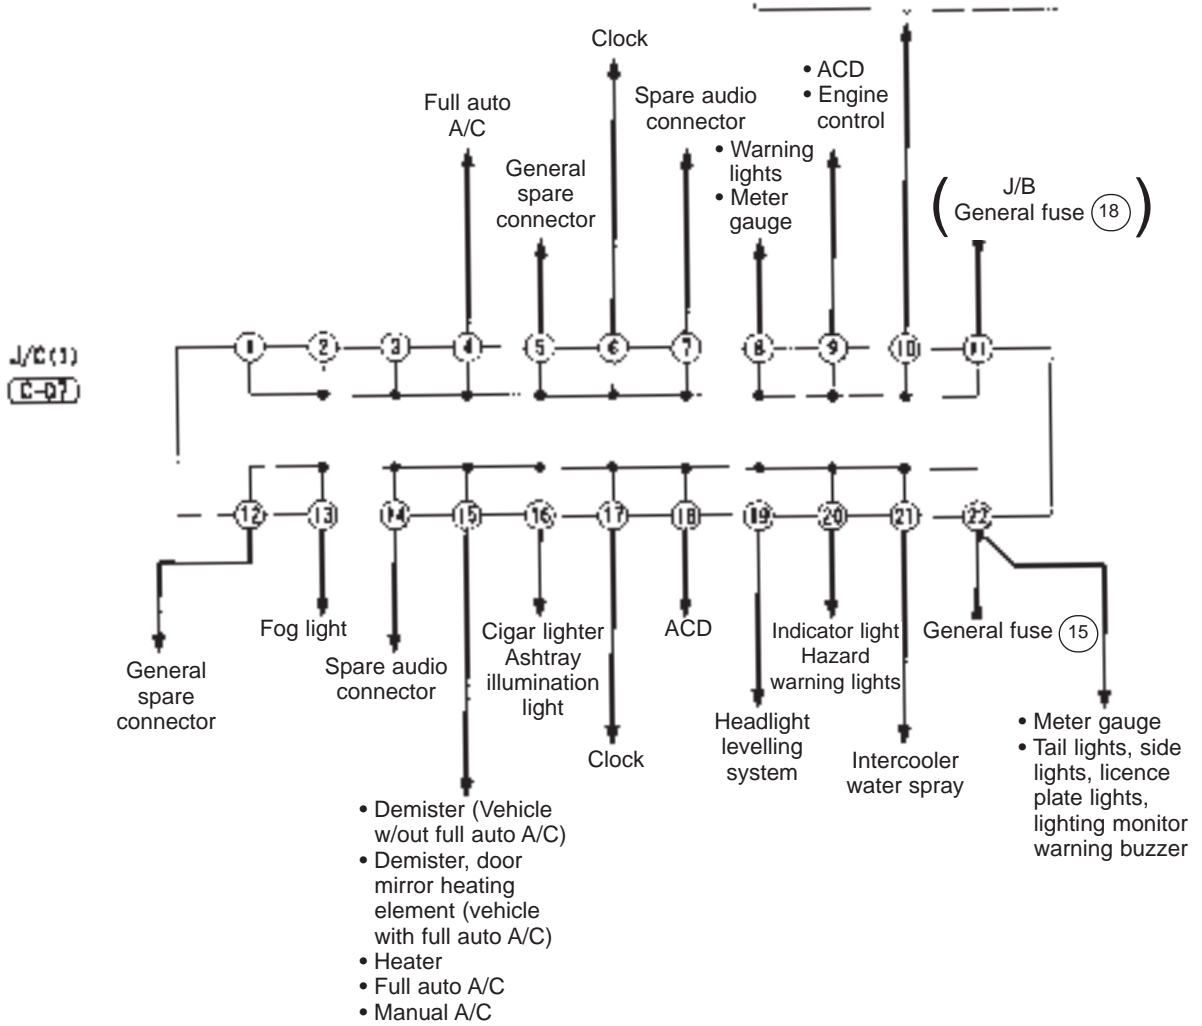 Clock
• ACD
• Engine
control
Full auto
A/C
Spare audio
connector
• Warning
lights
• Meter
gauge
General
spare
connector
J/B
General fuse 18
J/C(1)
C-07
1 2 3 4 5 6 7 8 9 10 11
12 13 14 15 16 17 18 19 20 21 22
General
spare
connector
Fog light
Spare audio
connector
• Demister (Vehicle
w/out full auto A/C)
• Demister, door
mirror heating
element (vehicle
with full auto A/C)
• Heater
• Full auto A/C
• Manual A/C
Cigar lighter
Ashtray
illumination
light
Clock
ACD
Headlight
levelling
system
Indicator light
Hazard
warning lights
Intercooler
water spray
General fuse 15
• Meter gauge
• Tail lights, side
lights, licence
plate lights,
lighting monitor
warning buzzer